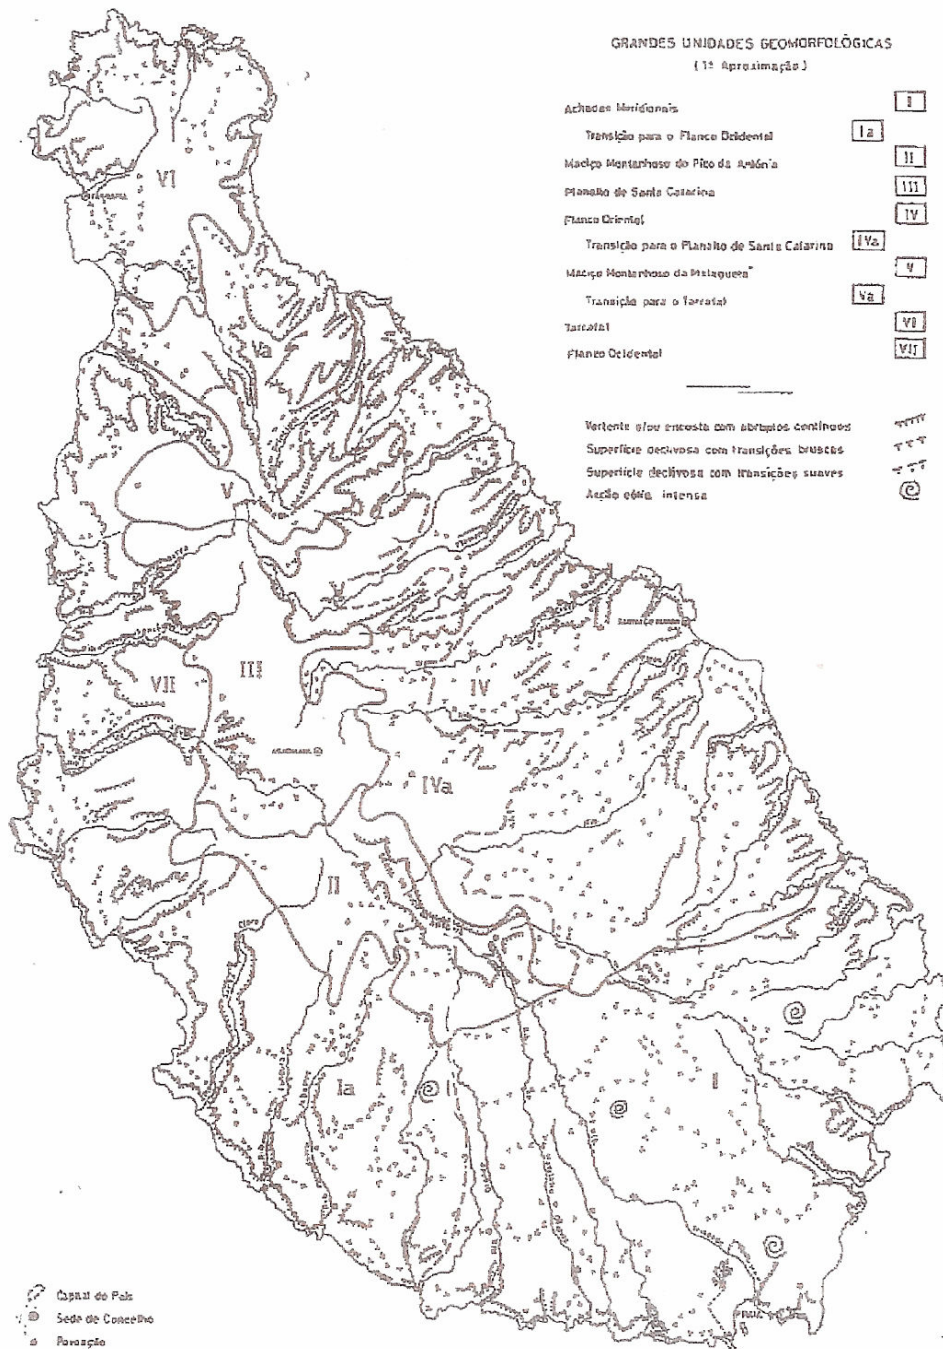 GRANDES UNIDADES GEOMORFOLÓGICAS
(1ª Aproximação)
Achadas Meridionais I
Transição para o Flanco Ocidental Ia
Maciço Montanhoso do Pico da Antónia II
Planalto de Santa Catarina III
Flanco Oriental IV
Transição para o Planalto de Santa Catarina IVa
Maciço Montanhoso da Malagueta V
Transição para o Tarrafal Va
Tarrafal VI
Flanco Ocidental VII
Vertente e/ou encosta com abruptos contínuos
Superfície declivosa com transições bruscas
Superfície declivosa com transições suaves
Acção eólia intensa
VI
Va
V
III
VII
IV
IVa
II
Ia
I
Capital do País
Sede de Concelho
Povoação